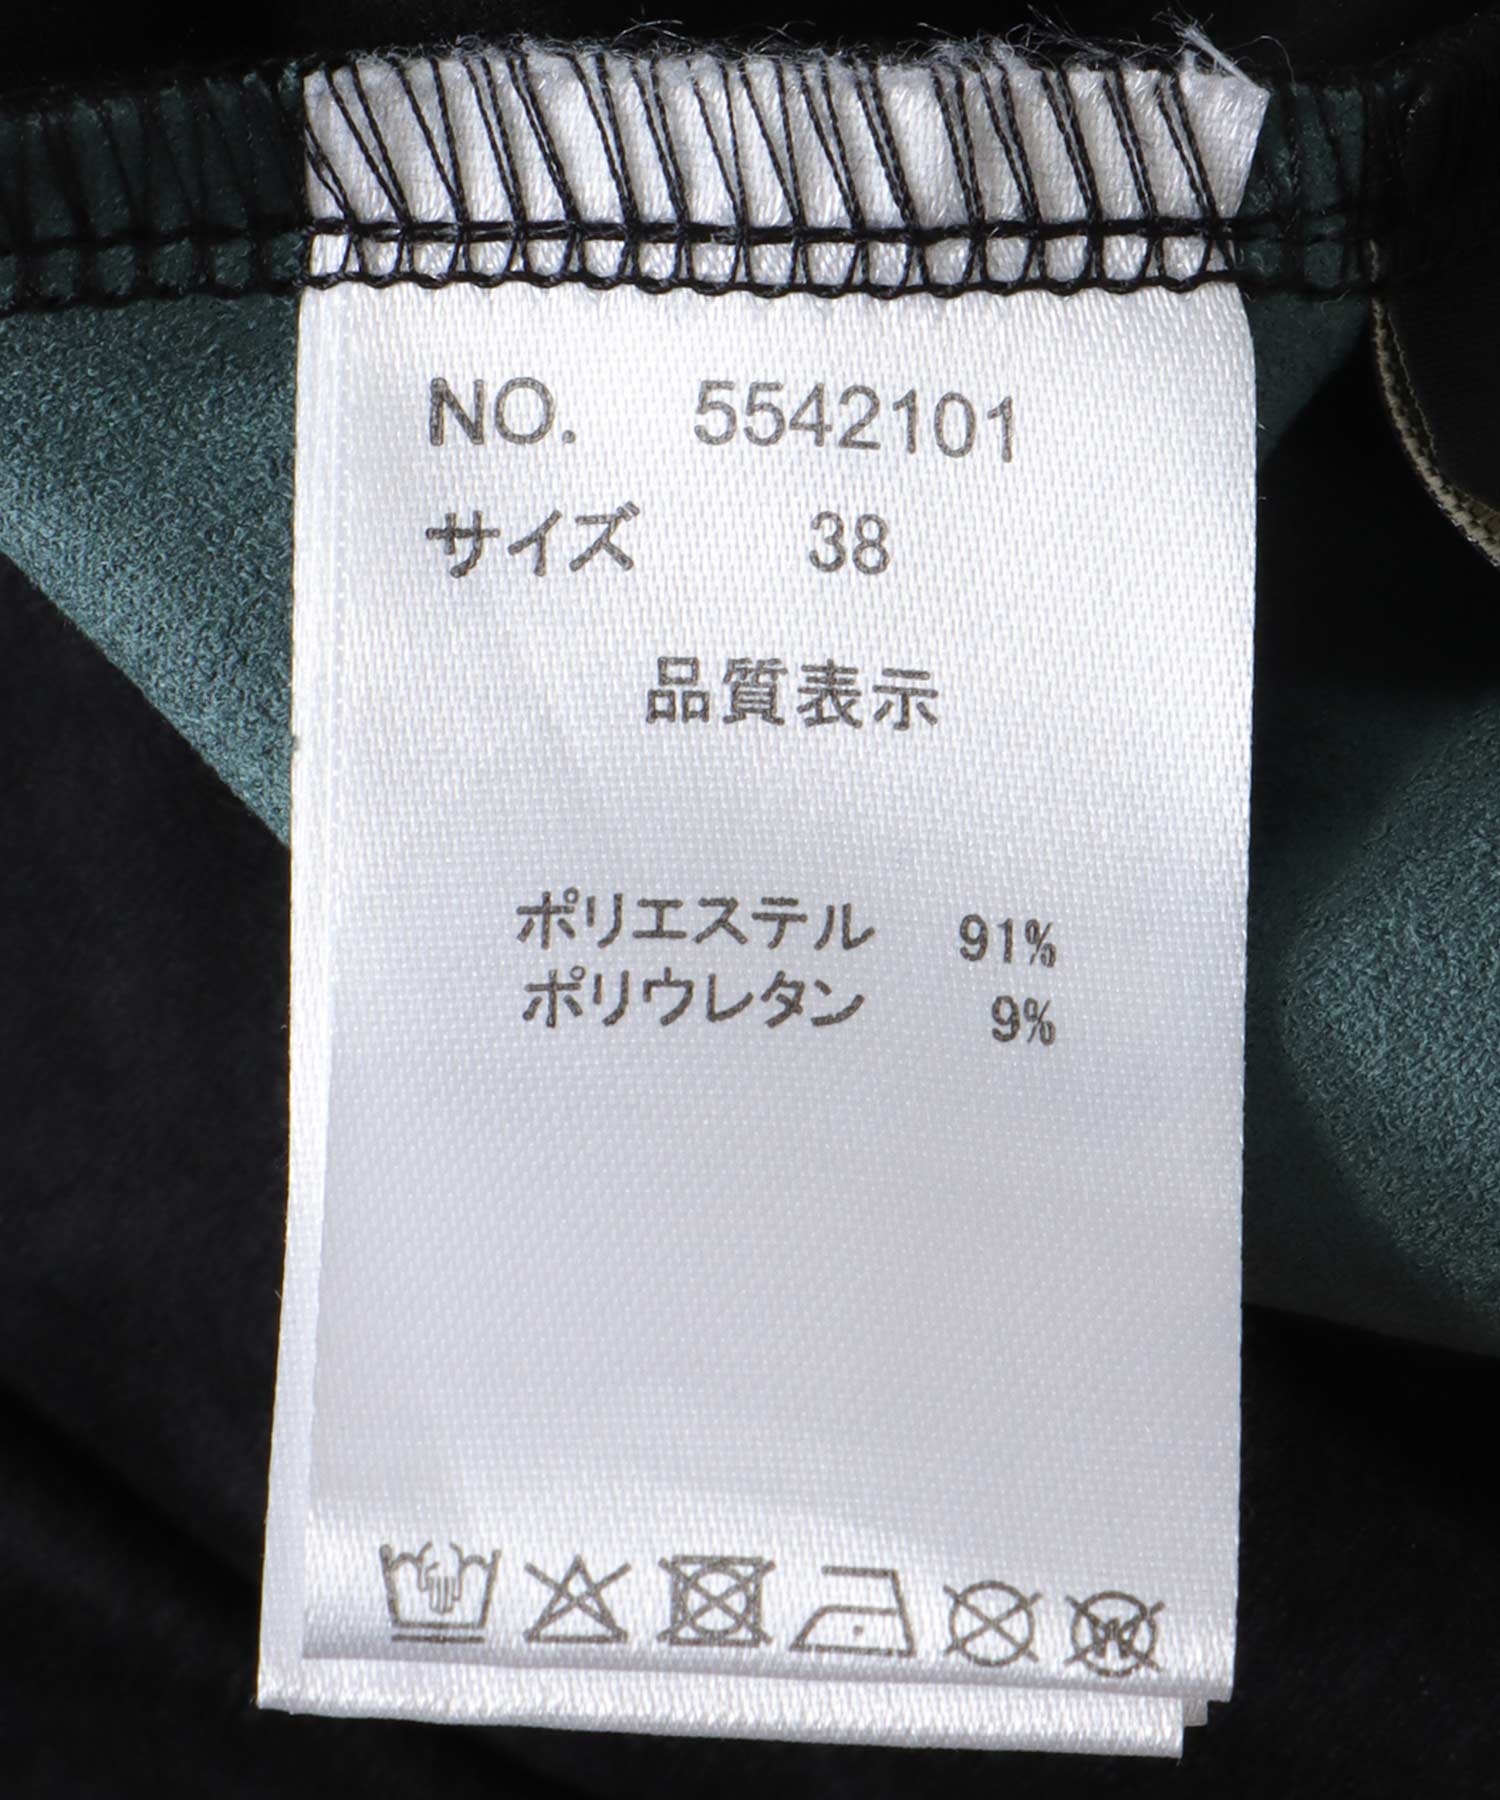 NO. 5542101
サイズ 38
品質表示
ポリエステル 91%
ポリウレタン 9%
W